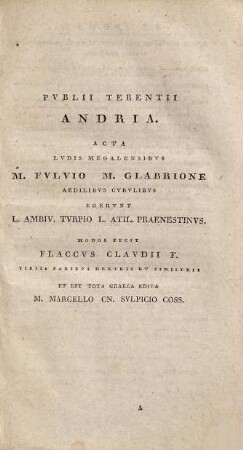 PVBLII TERENTII
ANDRIA.
ACTA
LVDIS MEGALENSIBVS
M. FVLVIO M. GLABRIONE
AEDILIBVS CVRVLIBVS
EGERVNT
L. AMBIV. TVRPIO L. ATIL. PRAENESTINVS.
MODOS FECIT
FLACCVS CLAVDII F.
TIBIIS PARIBVS DEXTRIS ET SINISTRIS
ET EST TOTA GRAECA EDITA
M. MARCELLO CN. SVLPICIO COSS.
A